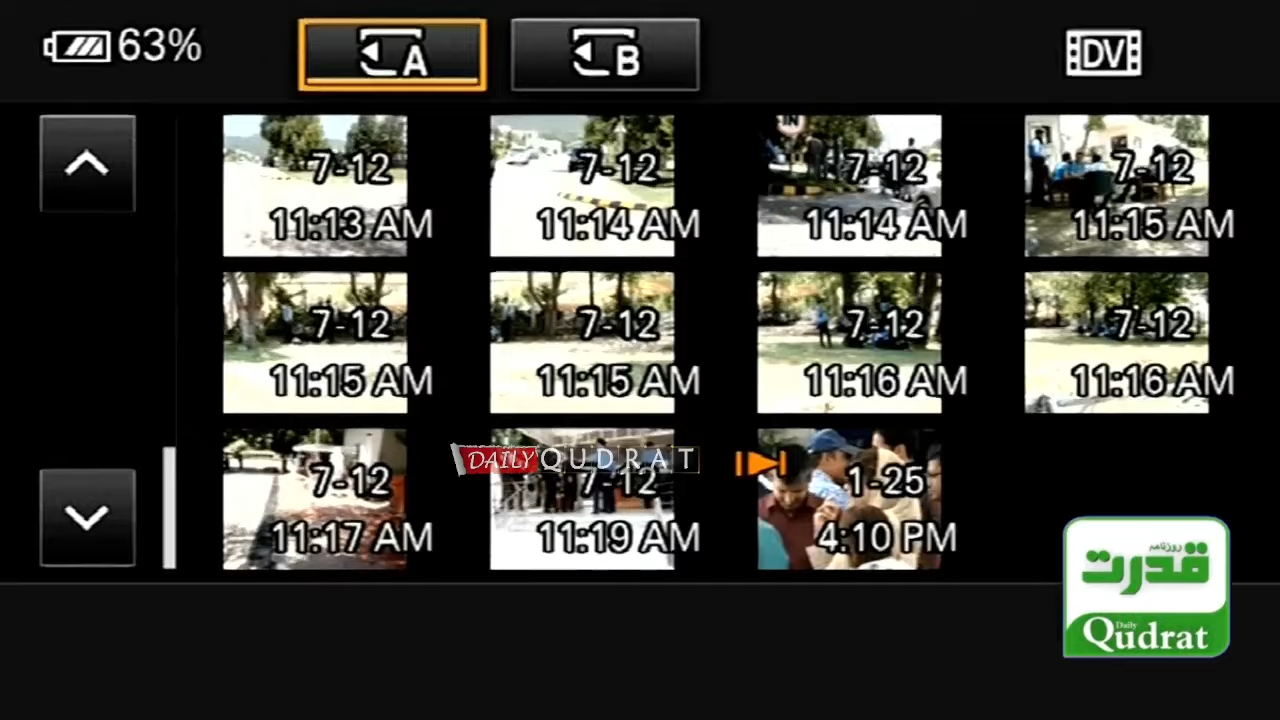 63%
A
B
DV
7-12
11:13 AM
7-12
11:14 AM
IN
7-12
11:14 AM
7-12
11:15 AM
7-12
11:15 AM
7-12
11:15 AM
7-12
11:16 AM
7-12
11:16 AM
7-12
11:17 AM
DAILY QUDRAT
7-12
11:19 AM
1-25
4:10 PM
روزنامہ
قدرت
Daily
Qudrat